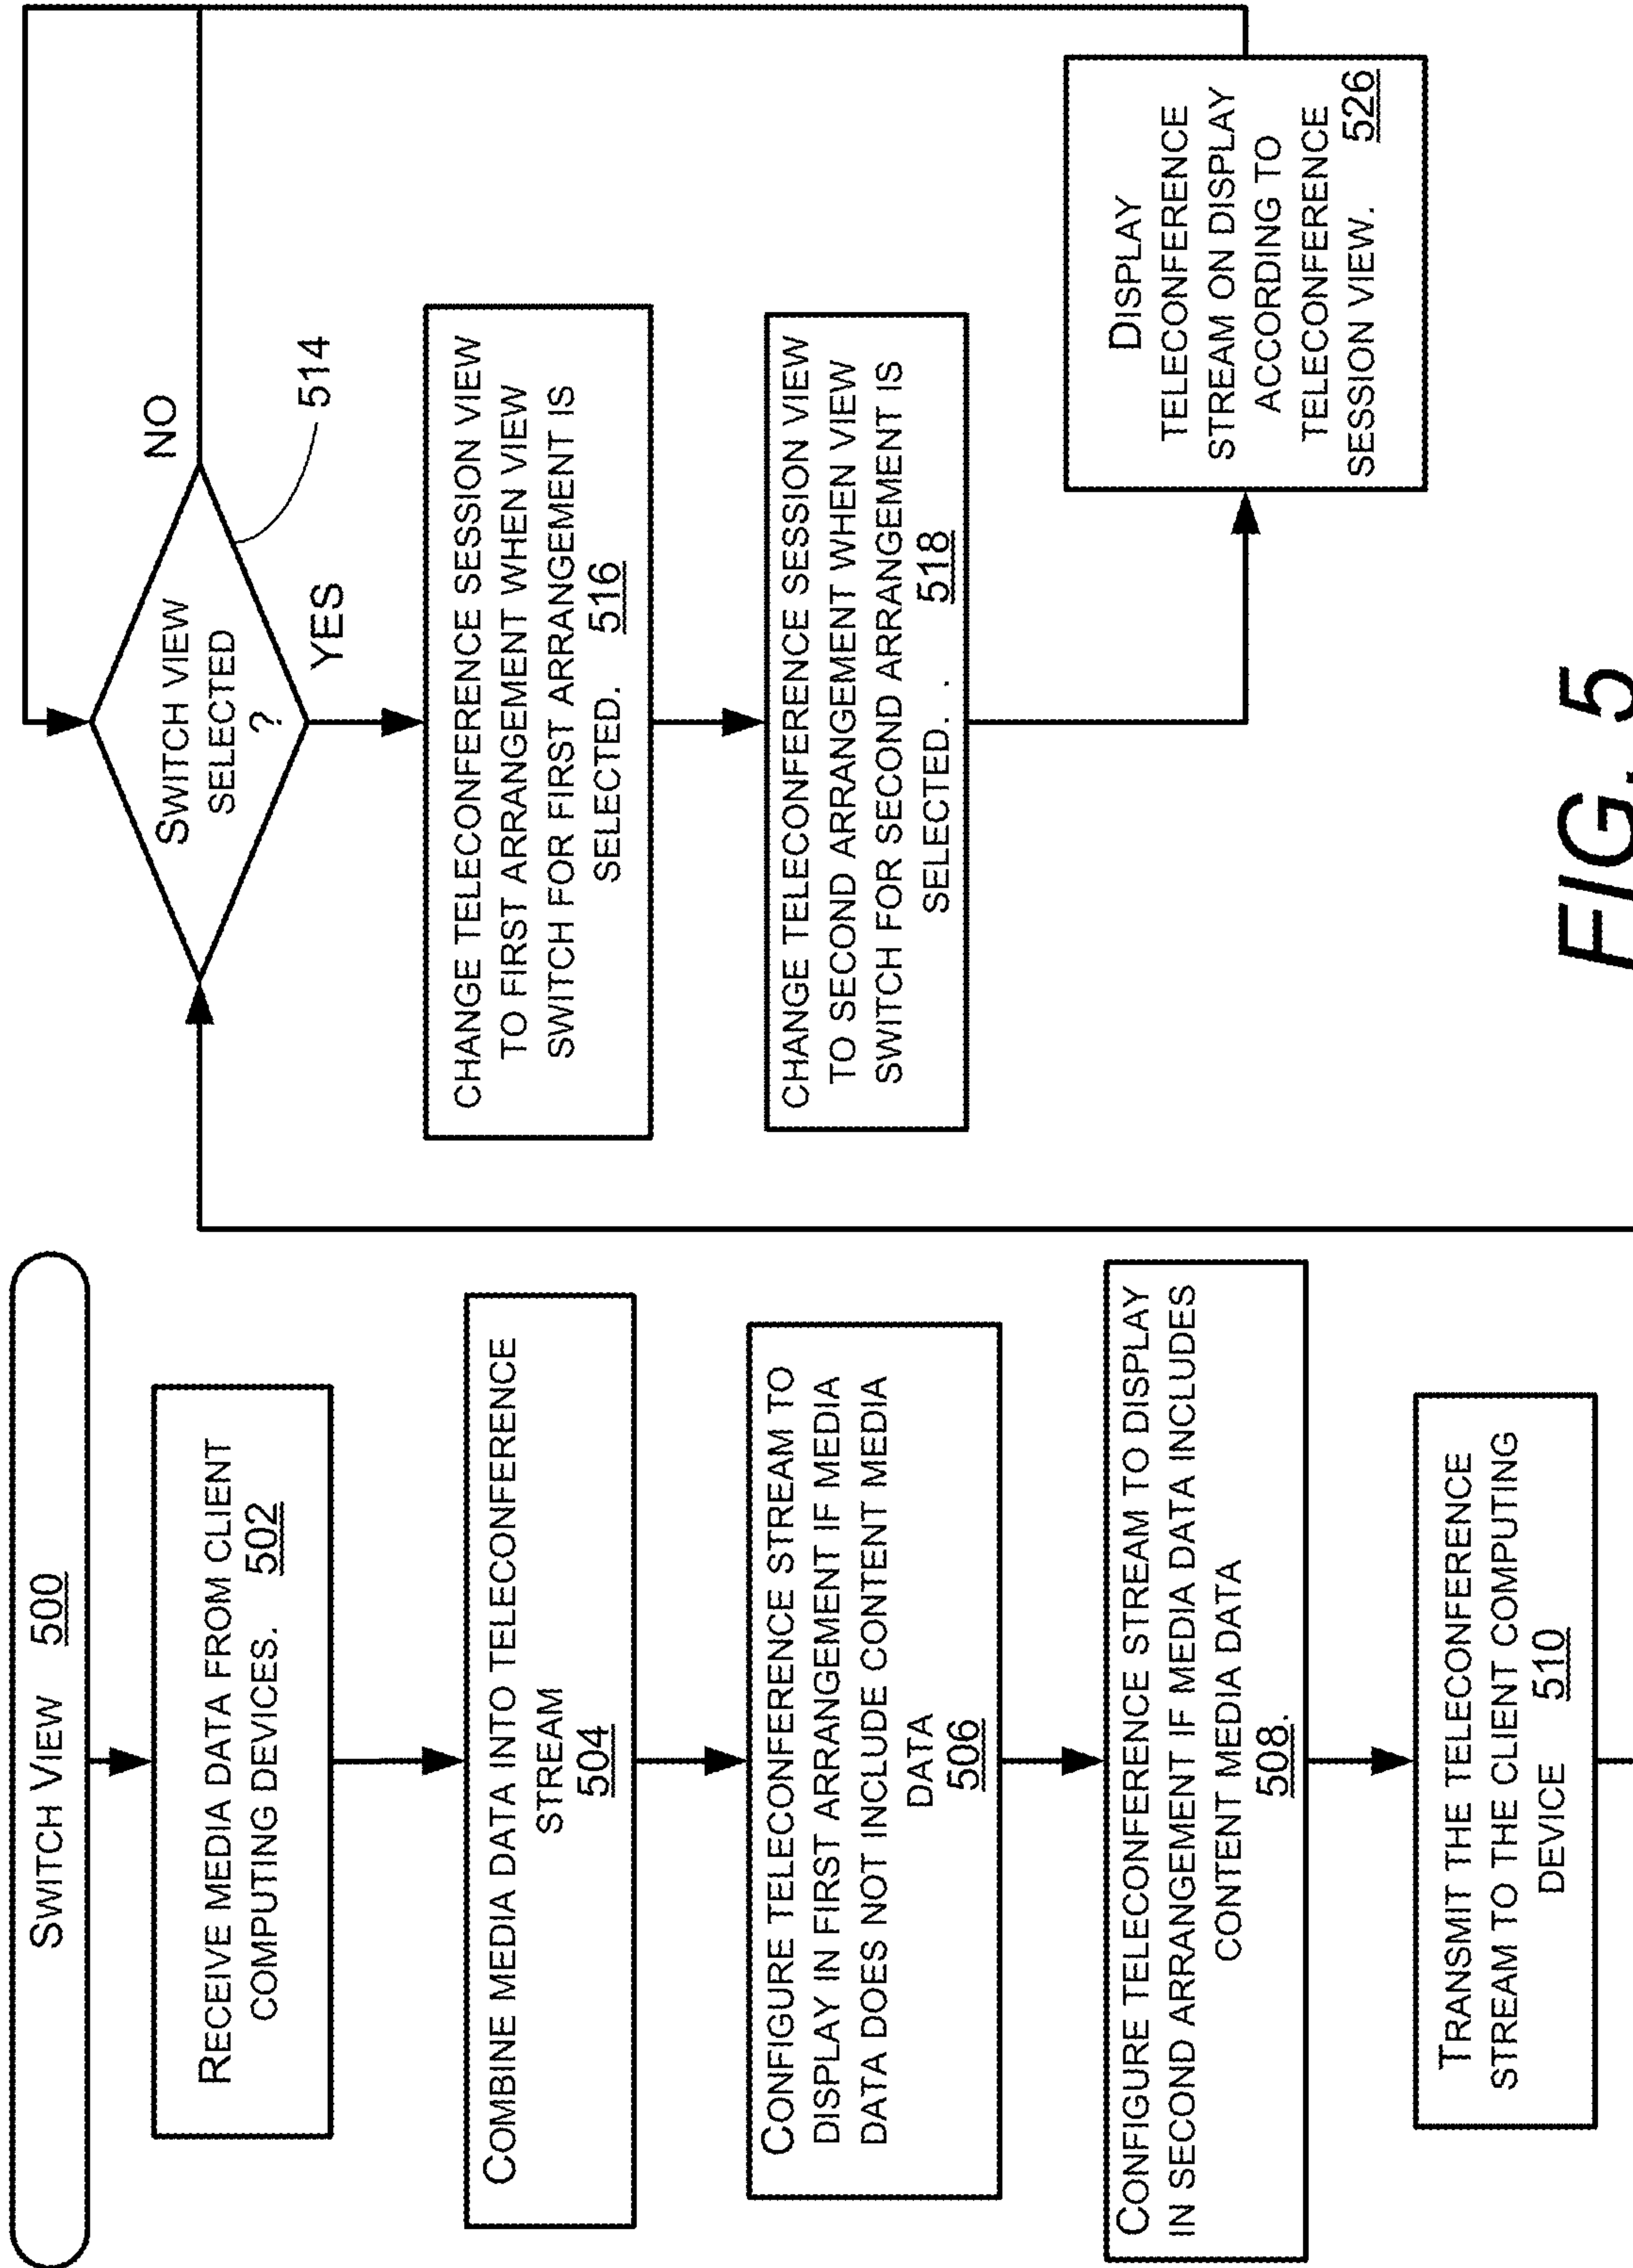 SWITCH VIEW 500
RECEIVE MEDIA DATA FROM CLIENT
COMPUTING DEVICES. 502
COMBINE MEDIA DATA INTO TELECONFERENCE
STREAM
504
CONFIGURE TELECONFERENCE STREAM TO
DISPLAY IN FIRST ARRANGEMENT IF MEDIA
DATA DOES NOT INCLUDE CONTENT MEDIA
DATA
506
CONFIGURE TELECONFERENCE STREAM TO DISPLAY
IN SECOND ARRANGEMENT IF MEDIA DATA INCLUDES
CONTENT MEDIA DATA
508.
TRANSMIT THE TELECONFERENCE
STREAM TO THE CLIENT COMPUTING
DEVICE 510
SWITCH VIEW
SELECTED
?
NO
514
YES
CHANGE TELECONFERENCE SESSION VIEW
TO FIRST ARRANGEMENT WHEN VIEW
SWITCH FOR FIRST ARRANGEMENT IS
SELECTED. 516
CHANGE TELECONFERENCE SESSION VIEW
TO SECOND ARRANGEMENT WHEN VIEW
SWITCH FOR SECOND ARRANGEMENT IS
SELECTED. . 518
DISPLAY
TELECONFERENCE
STREAM ON DISPLAY
ACCORDING TO
TELECONFERENCE
SESSION VIEW. 526
FIG. 5